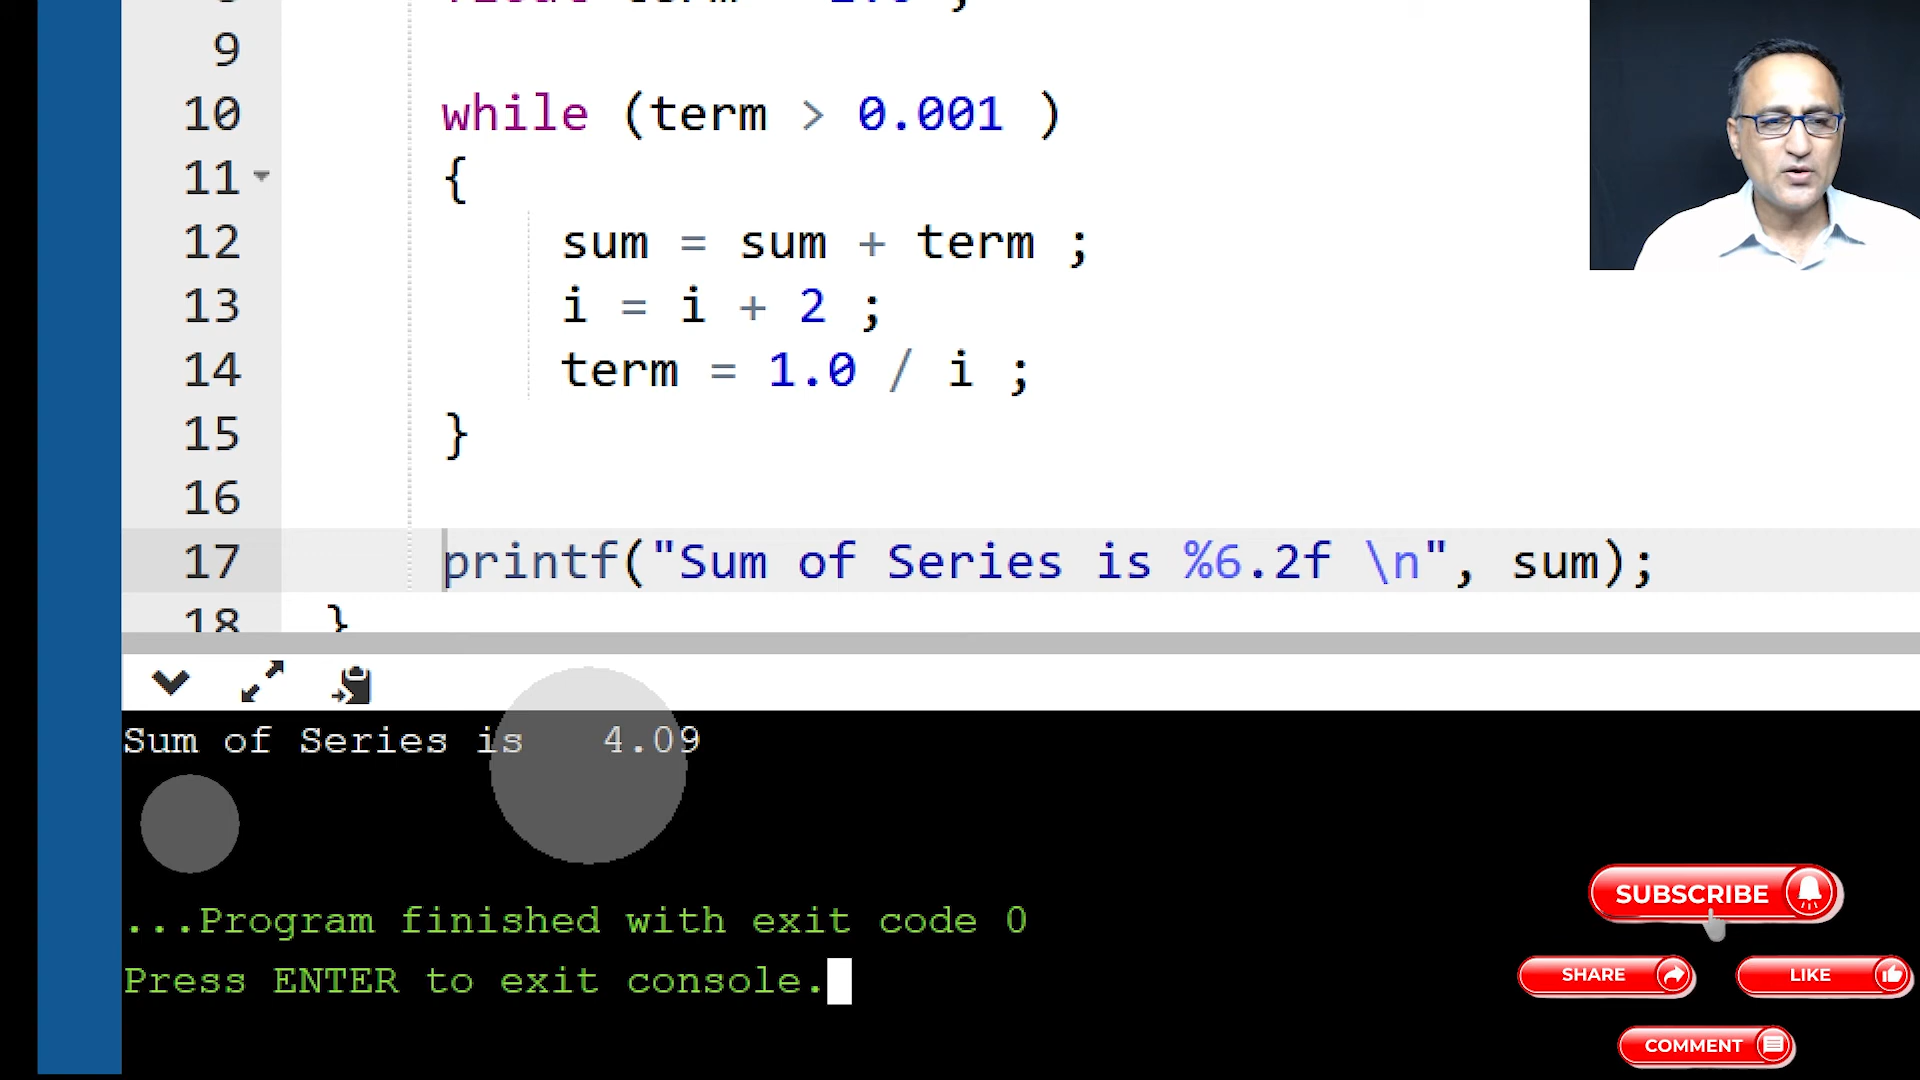 9
10 while (term > 0.001 )
11 {
12 sum = sum + term ;
13 i = i + 2 ;
14 term = 1.0 / i ;
15 }
16
17 printf("Sum of Series is %6.2f \n", sum);
18 }
Sum of Series is 4.09
...Program finished with exit code 0
Press ENTER to exit console.
SUBSCRIBE
SHARE
LIKE
COMMENT